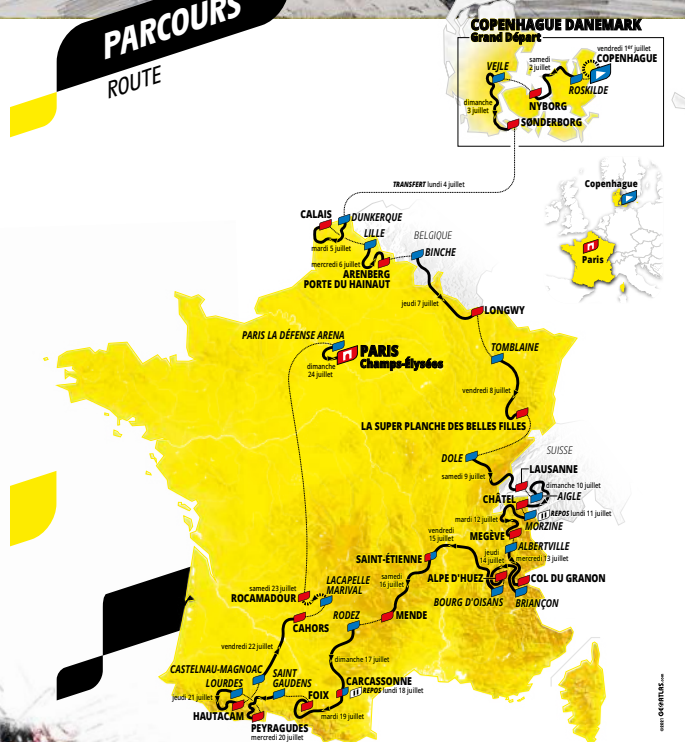 PARCOURS
ROUTE
COPENHAGUE DANEMARK
Grand Départ
vendredi 1er juillet
COPENHAGUE
samedi
2 juillet
VEJLE
ROSKILDE
NYBORG
dimanche
3 juillet
SØNDERBORG
TRANSFERT lundi 4 juillet
Copenhague
Paris
CALAIS
DUNKERQUE
LILLE
mardi 5 juillet
BELGIQUE
BINCHE
mercredi 6 juillet
ARENBERG
PORTE DU HAINAUT
jeudi 7 juillet
LONGWY
PARIS LA DÉFENSE ARENA
PARIS
Champs-Élysées
dimanche
24 juillet
TOMBLAINE
vendredi 8 juillet
LA SUPER PLANCHE DES BELLES FILLES
DOLE
SUISSE
samedi 9 juillet
LAUSANNE
dimanche 10 juillet
AIGLE
CHÂTEL
REPOS lundi 11 juillet
mardi 12 juillet
MORZINE
MEGÈVE
vendredi
15 juillet
ALBERTVILLE
jeudi
14 juillet
mercredi 13 juillet
SAINT-ÉTIENNE
samedi
16 juillet
ALPE D'HUEZ
COL DU GRANON
BOURG D'OISANS
BRIANÇON
samedi 23 juillet
ROCAMADOUR
LACAPELLE
MARIVAL
CAHORS
RODEZ
MENDE
vendredi 22 juillet
dimanche 17 juillet
CASTELNAU-MAGNOAC
LOURDES
SAINT
GAUDENS
CARCASSONNE
REPOS lundi 18 juillet
jeudi 21 juillet
FOIX
HAUTACAM
mardi 19 juillet
PEYRAGUDES
mercredi 20 juillet
©2021 GEOATLAS.com